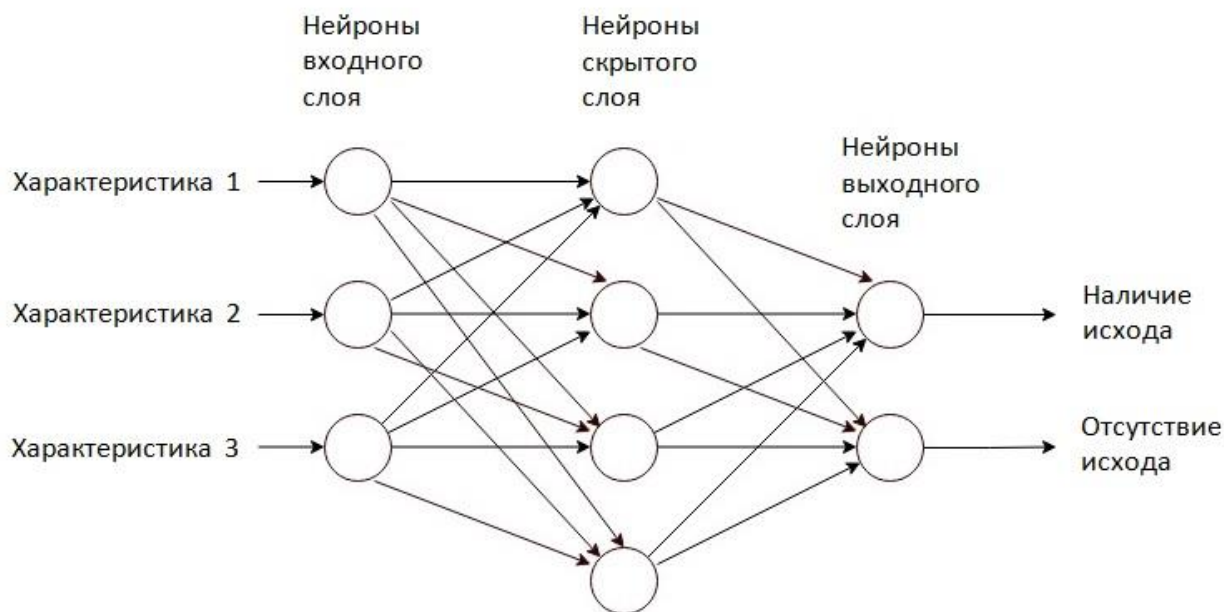 Нейроны
входного
слоя
Нейроны
скрытого
слоя
Нейроны
выходного
слоя
Характеристика 1
Характеристика 2
Характеристика 3
Наличие
исхода
Отсутствие
исхода